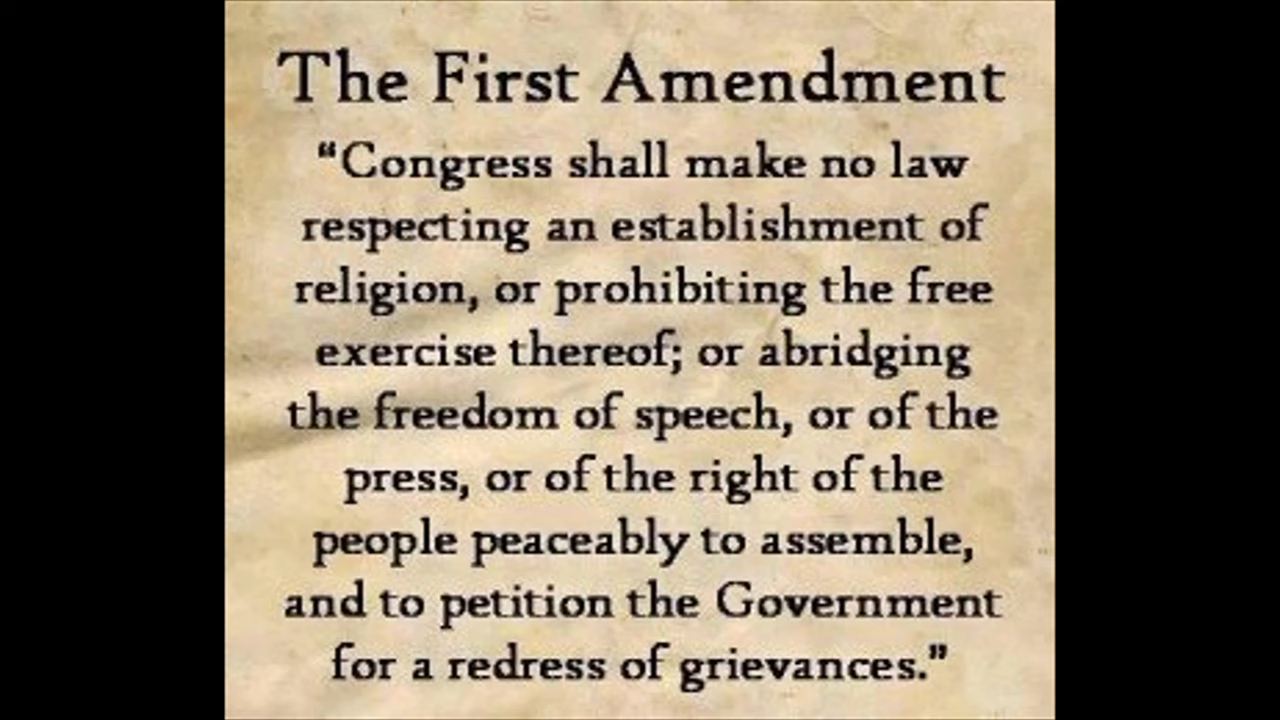 The First Amendment
“Congress shall make no law
respecting an establishment of
religion, or prohibiting the free
exercise thereof; or abridging
the freedom of speech, or of the
press, or of the right of the
people peaceably to assemble,
and to petition the Government
for a redress of grievances.”